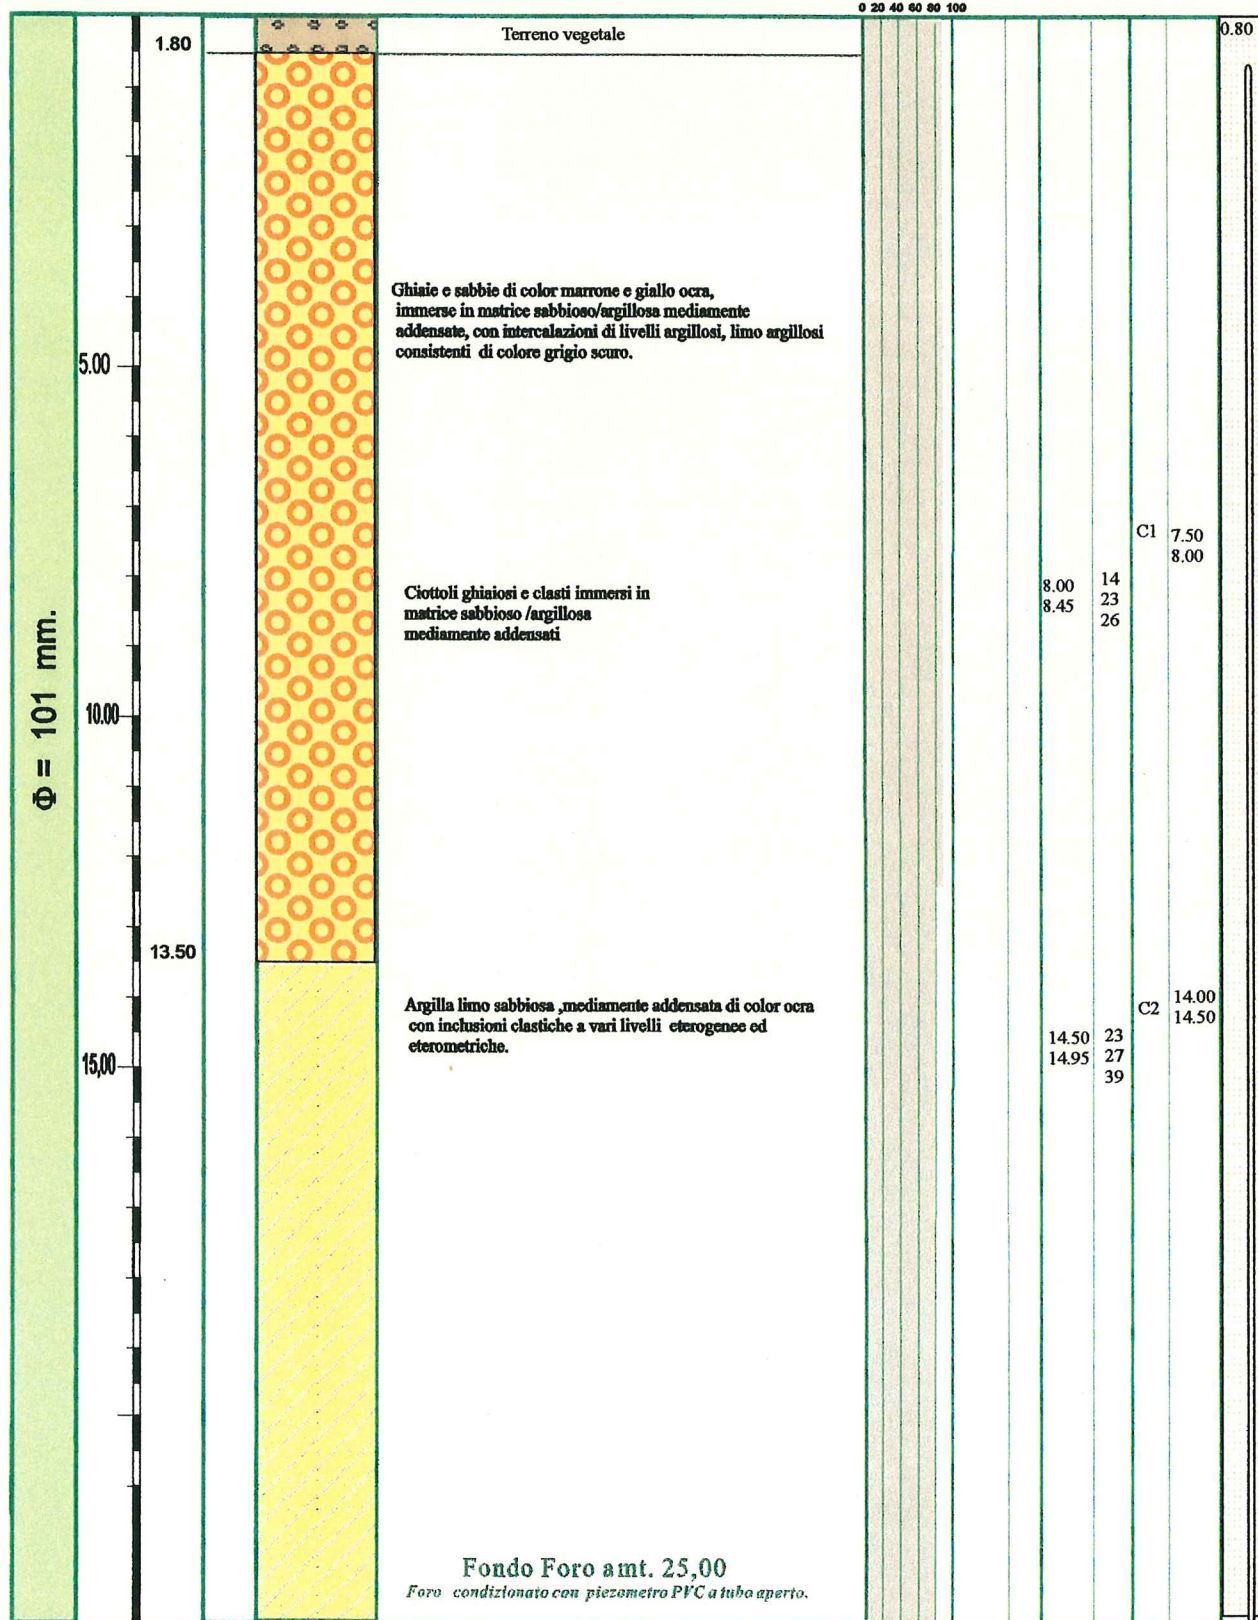 0 20 40 60 80 100
Terreno vegetale
0.80
1.80
Ghiaie e sabbie di color marrone e giallo ocra,
immerse in matrice sabbioso/argillosa mediamente
addensate, con intercalazioni di livelli argillosi, limo argillosi
consistenti di colore grigio scuro.
5.00
C1
7.50
8.00
8.00
8.45
14
23
26
Ciottoli ghiaiosi e clasti immersi in
matrice sabbioso /argillosa
mediamente addensati
Φ = 101 mm.
10.00
13.50
Argilla limo sabbiosa ,mediamente addensata di color ocra
con inclusioni clastiche a vari livelli eterogenee ed
eterometriche.
C2
14.00
14.50
14.50
14.95
23
27
39
15,00
Fondo Foro a mt. 25,00
Foro condizionato con piezometro PVC a tubo aperto.